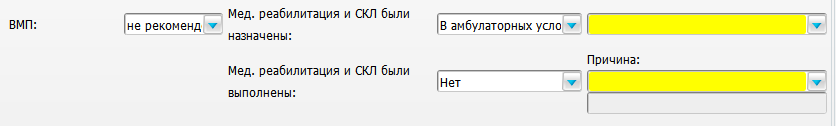 ВМП:
не рекоменд
Мед. реабилитация и СКЛ были
назначены:
В амбулаторных усло
Мед. реабилитация и СКЛ были
выполнены:
Нет
Причина: